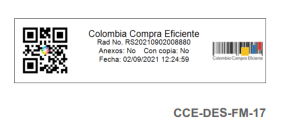 Colombia Compra Eficiente
Rad No. RS20210902008880
Anexos: No Con copia: No
Fecha: 02/09/2021 12:24:59
Colombia Compra Eficiente
CCE-DES-FM-17